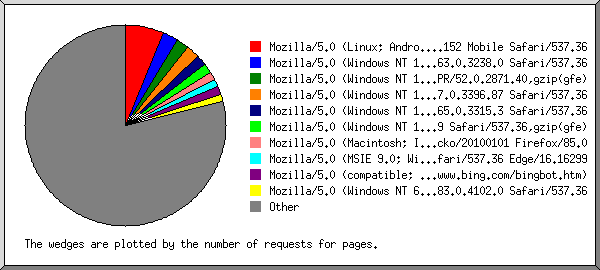 Mozilla/5.0 (Linux; Andro....152 Mobile Safari/537.36
Mozilla/5.0 (Windows NT 1...63.0.3238.0 Safari/537.36
Mozilla/5.0 (Windows NT 1...PR/52.0.2871.40,gzip(gfe)
Mozilla/5.0 (Windows NT 1...7.0.3396.87 Safari/537.36
Mozilla/5.0 (Windows NT 1...65.0.3315.3 Safari/537.36
Mozilla/5.0 (Windows NT 1...9 Safari/537.36,gzip(gfe)
Mozilla/5.0 (Macintosh; I...cko/20100101 Firefox/85.0
Mozilla/5.0 (MSIE 9.0; Wi...fari/537.36 Edge/16.16299
Mozilla/5.0 (compatible; ...www.bing.com/bingbot.htm)
Mozilla/5.0 (Windows NT 6...83.0.4102.0 Safari/537.36
Other
The wedges are plotted by the number of requests for pages.